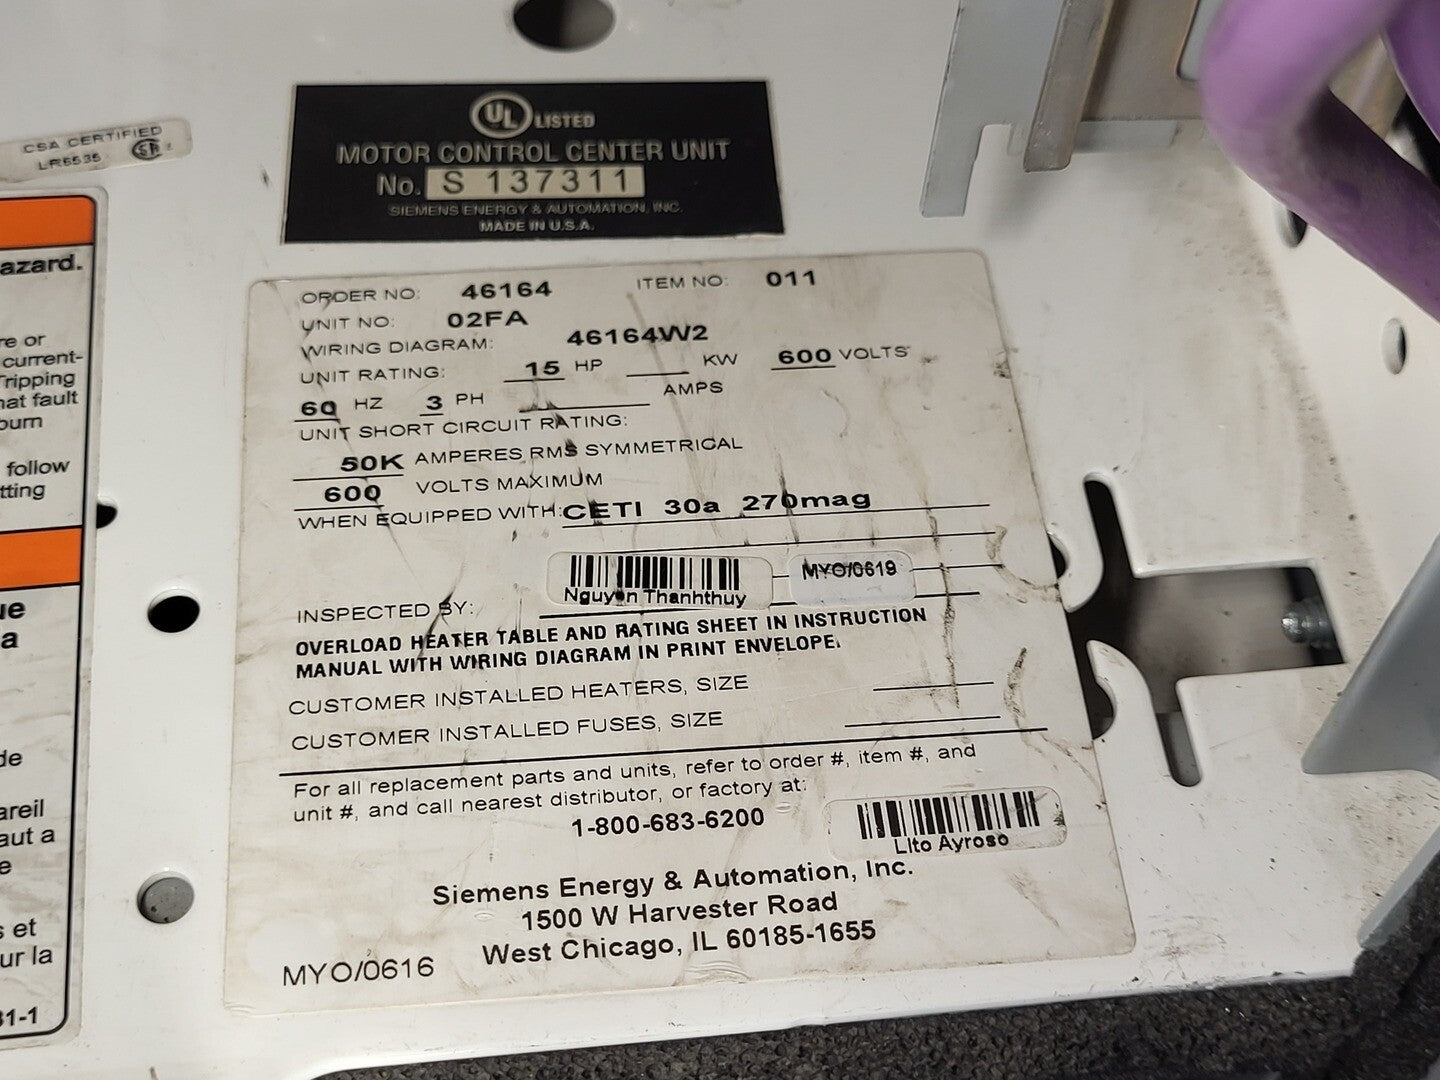 CSA CERTIFIED
LR6535
UL LISTED
MOTOR CONTROL CENTER UNIT
No. S 137311
SIEMENS ENERGY & AUTOMATION, INC.
MADE IN U.S.A.
azard.
re or
current-
Tripping
hat fault
burn
follow
tting
ue
a
de
areil
aut a
e
s et
ur la
81-1
ORDER NO: 46164 ITEM NO: 011
UNIT NO: 02FA
WIRING DIAGRAM: 46164W2
UNIT RATING: 15 HP KW 600 VOLTS
60 HZ 3 PH AMPS
UNIT SHORT CIRCUIT RATING:
50K AMPERES RMS SYMMETRICAL
600 VOLTS MAXIMUM
WHEN EQUIPPED WITH: CETI 30a 270mag
MYO/0619
Nguyen Thanhthuy
INSPECTED BY:
OVERLOAD HEATER TABLE AND RATING SHEET IN INSTRUCTION
MANUAL WITH WIRING DIAGRAM IN PRINT ENVELOPE.
CUSTOMER INSTALLED HEATERS, SIZE
CUSTOMER INSTALLED FUSES, SIZE
For all replacement parts and units, refer to order #, item #, and
unit #, and call nearest distributor, or factory at:
1-800-683-6200
Lito Ayroso
Siemens Energy & Automation, Inc.
1500 W Harvester Road
West Chicago, IL 60185-1655
MYO/0616